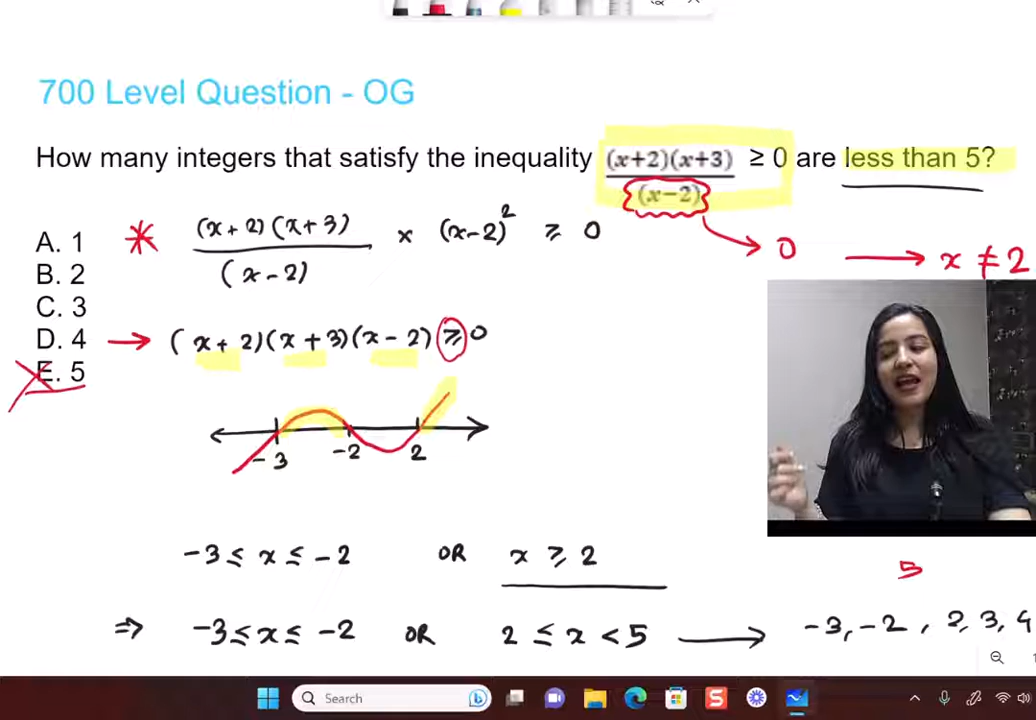 700 Level Question - OG
How many integers that satisfy the inequality (x+2)(x+3)/(x−2) ≥ 0 are less than 5?
A. 1
B. 2
C. 3
D. 4
E. 5
(x+2)(x+3)/(x-2) × (x-2)² ≥ 0
0 → x ≠ 2
→ (x+2)(x+3)(x-2) ≥ 0
-3 -2 2
-3 ≤ x ≤ -2 OR x ≥ 2
5
⇒ -3 ≤ x ≤ -2 OR 2 ≤ x < 5 → -3, -2, 2, 3, 4
Search